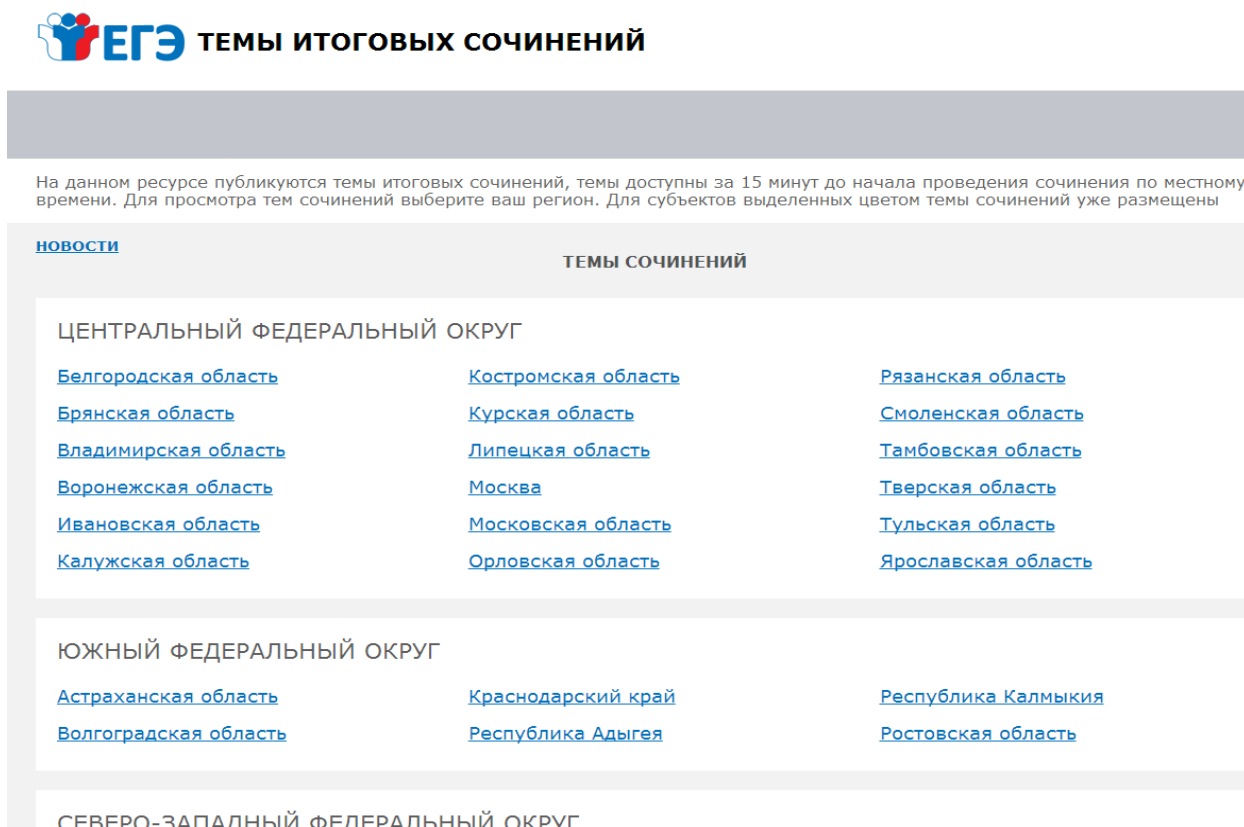 ЕГЭ ТЕМЫ ИТОГОВЫХ СОЧИНЕНИЙ
На данном ресурсе публикуются темы итоговых сочинений, темы доступны за 15 минут до начала проведения сочинения по местному
времени. Для просмотра тем сочинений выберите ваш регион. Для субъектов выделенных цветом темы сочинений уже размещены
НОВОСТИ
ТЕМЫ СОЧИНЕНИЙ
ЦЕНТРАЛЬНЫЙ ФЕДЕРАЛЬНЫЙ ОКРУГ
Белгородская область Костромская область Рязанская область
Брянская область Курская область Смоленская область
Владимирская область Липецкая область Тамбовская область
Воронежская область Москва Тверская область
Ивановская область Московская область Тульская область
Калужская область Орловская область Ярославская область
ЮЖНЫЙ ФЕДЕРАЛЬНЫЙ ОКРУГ
Астраханская область Краснодарский край Республика Калмыкия
Волгоградская область Республика Адыгея Ростовская область
СЕВЕРО-ЗАПАДНЫЙ ФЕДЕРАЛЬНЫЙ ОКРУГ